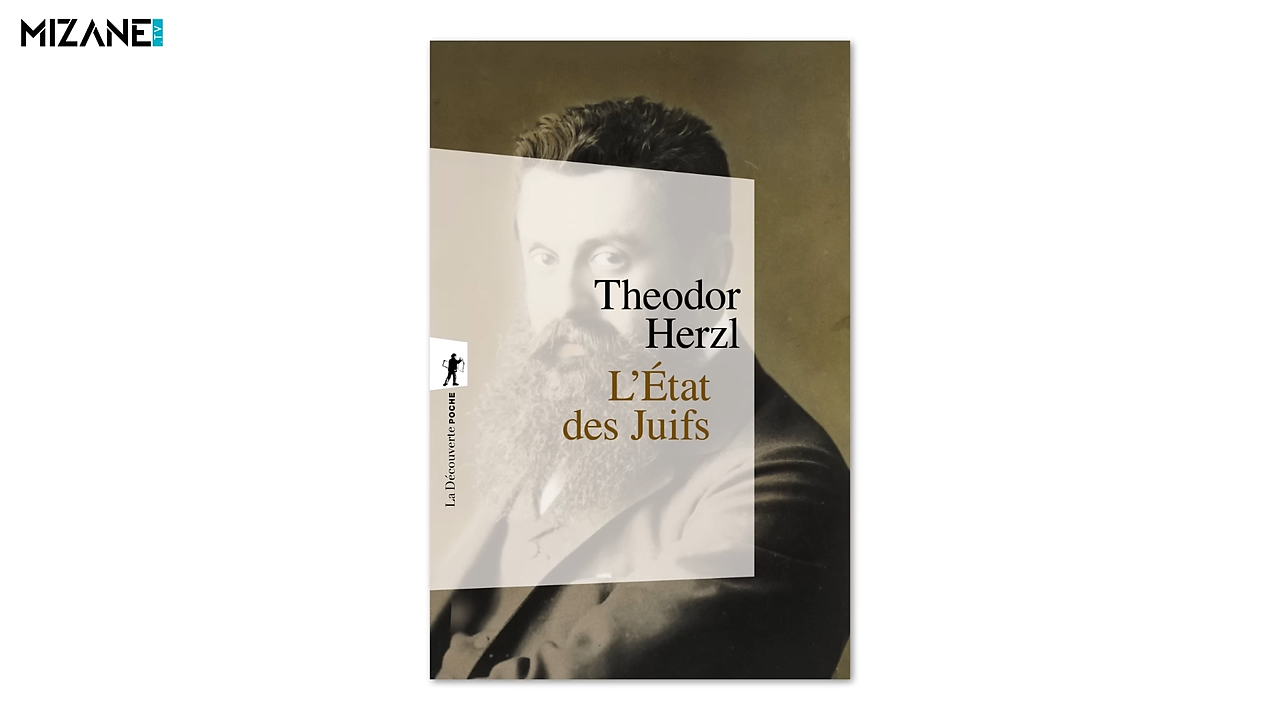 MIZANE.TV
Theodor
Herzl
L’État
des Juifs
La Découverte POCHE